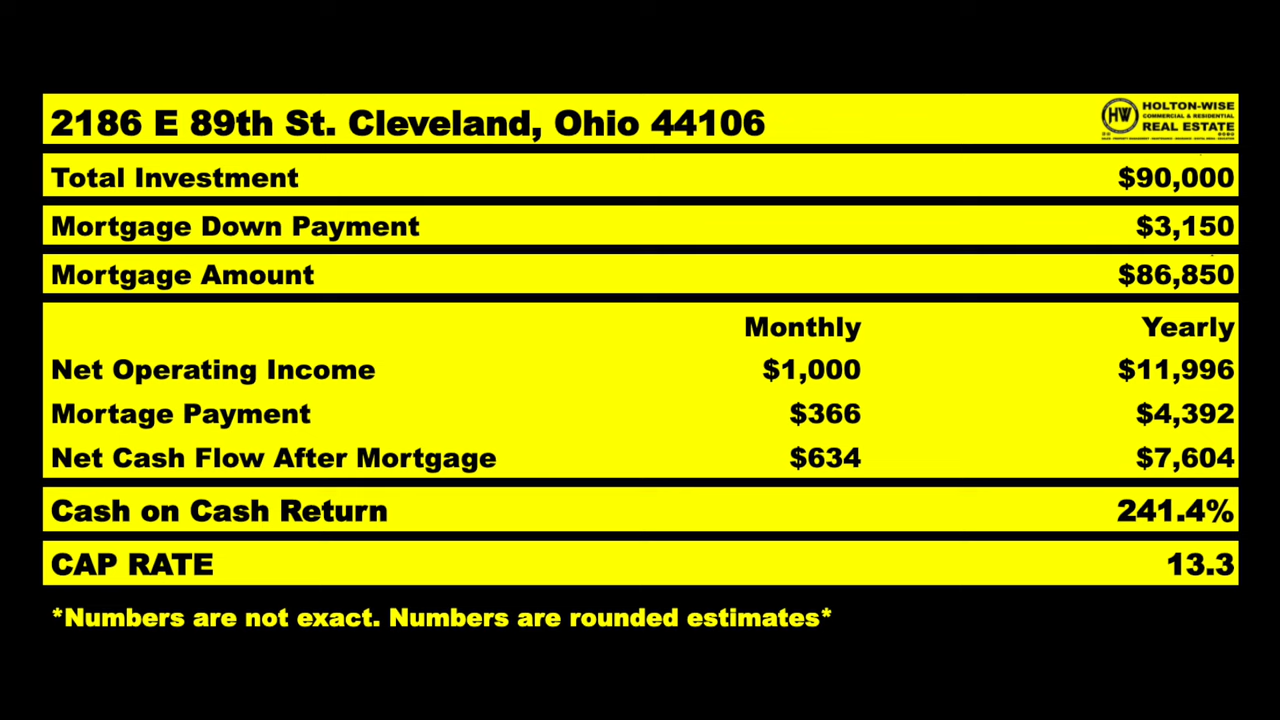 2186 E 89th St. Cleveland, Ohio 44106
HW
HOLTON-WISE
COMMERCIAL & RESIDENTIAL
REAL ESTATE
Total Investment $90,000
Mortgage Down Payment $3,150
Mortgage Amount $86,850
Monthly Yearly
Net Operating Income $1,000 $11,996
Mortage Payment $366 $4,392
Net Cash Flow After Mortgage $634 $7,604
Cash on Cash Return 241.4%
CAP RATE 13.3
*Numbers are not exact. Numbers are rounded estimates*